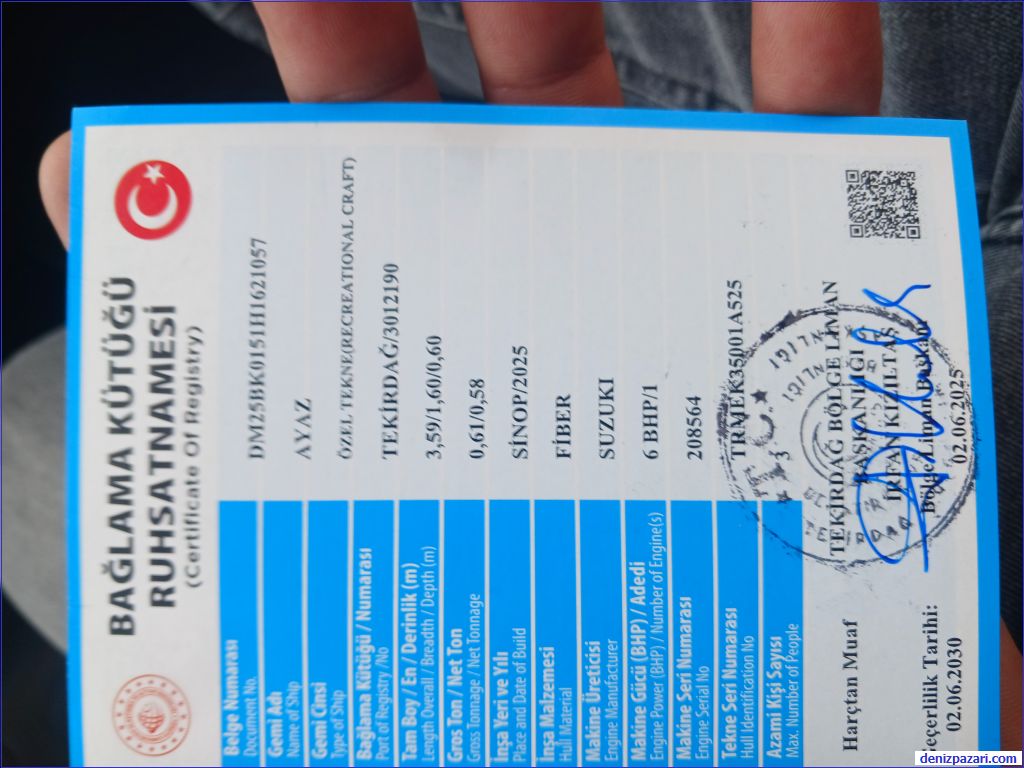 BAĞLAMA KÜTÜĞÜ
RUHSATNAMESİ
(Certificate Of Registry)
Belge Numarası
Document No.
DM25BK0151H1621057
Gemi Adı
Name of Ship
AYAZ
Gemi Cinsi
Type of Ship
ÖZEL TEKNE(RECREATIONAL CRAFT)
Bağlama Kütüğü / Numarası
Port of Registry /No
TEKİRDAĞ/3012190
Tam Boy / En / Derinlik (m)
Length Overall / Breadth / Depth (m)
3,59/1,60/0,60
Gros Ton / Net Ton
Gross Tonnage / Net Tonnage
0,61/0,58
İnşa Yeri ve Yılı
Place and Date of Build
SİNOP/2025
İnşa Malzemesi
Hull Material
FİBER
Makine Üreticisi
Engine Manufacturer
SUZUKI
Makine Gücü (BHP) / Adedi
Engine Power (BHP) / Number of Engine(s)
6 BHP/1
Makine Seri Numarası
Engine Serial No
208564
Tekne Seri Numarası
Hull Identification No
TRMEK35001A525
Azami Kişi Sayısı
Max. Number of People
3
Harçtan Muaf
TEKİRDAĞ BÖLGE LİMAN
BAŞKANLIĞI
İRFAN KIZILTAŞ
Bölge Liman Başkanı
02.06.2025
Geçerlilik Tarihi:
02.06.2030
denizpazari.com